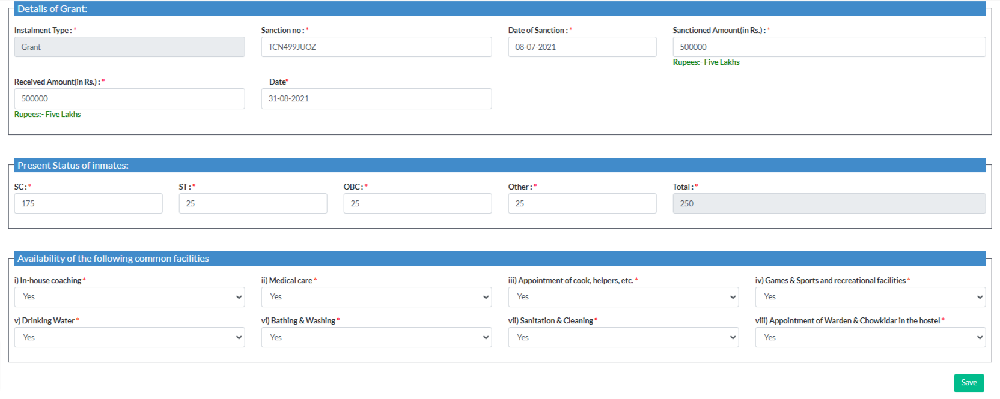 Details of Grant:
Instalment Type : * Sanction no : * Date of Sanction : * Sanctioned Amount(in Rs.) : *
Grant TCN499JUOZ 08-07-2021 500000
Rupees:- Five Lakhs
Received Amount(in Rs.) : * Date*
500000 31-08-2021
Rupees:- Five Lakhs
Present Status of inmates:
SC : * ST : * OBC : * Other : * Total : *
175 25 25 25 250
Availability of the following common facilities
i) In-house coaching * ii) Medical care * iii) Appointment of cook, helpers, etc. * iv) Games & Sports and recreational facilities *
Yes Yes Yes Yes
v) Drinking Water * vi) Bathing & Washing * vii) Sanitation & Cleaning * viii) Appointment of Warden & Chowkidar in the hostel *
Yes Yes Yes Yes
Save